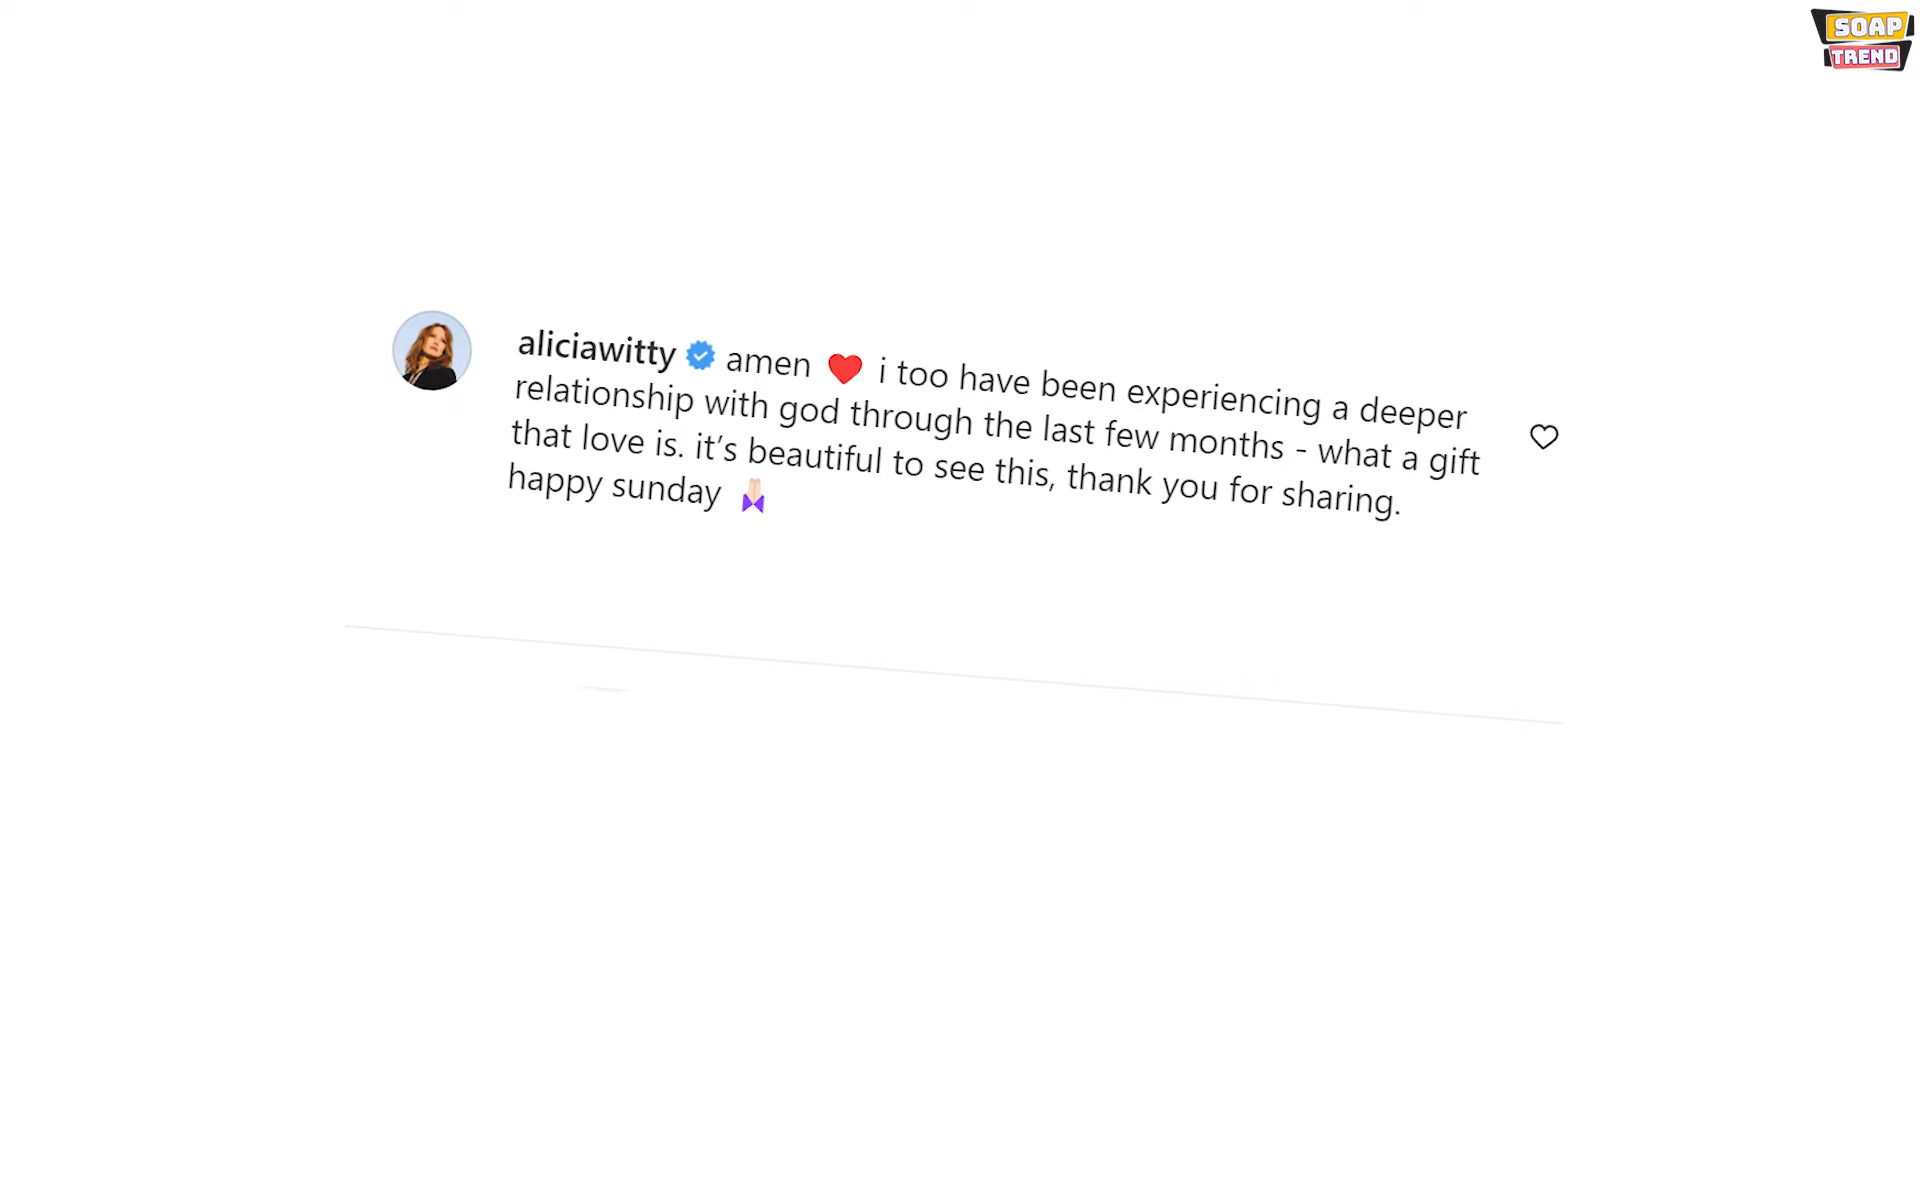 SOAP
TREND
aliciawitty amen ❤️ i too have been experiencing a deeper
relationship with god through the last few months - what a gift
that love is. it’s beautiful to see this, thank you for sharing.
happy sunday 🙏🏻